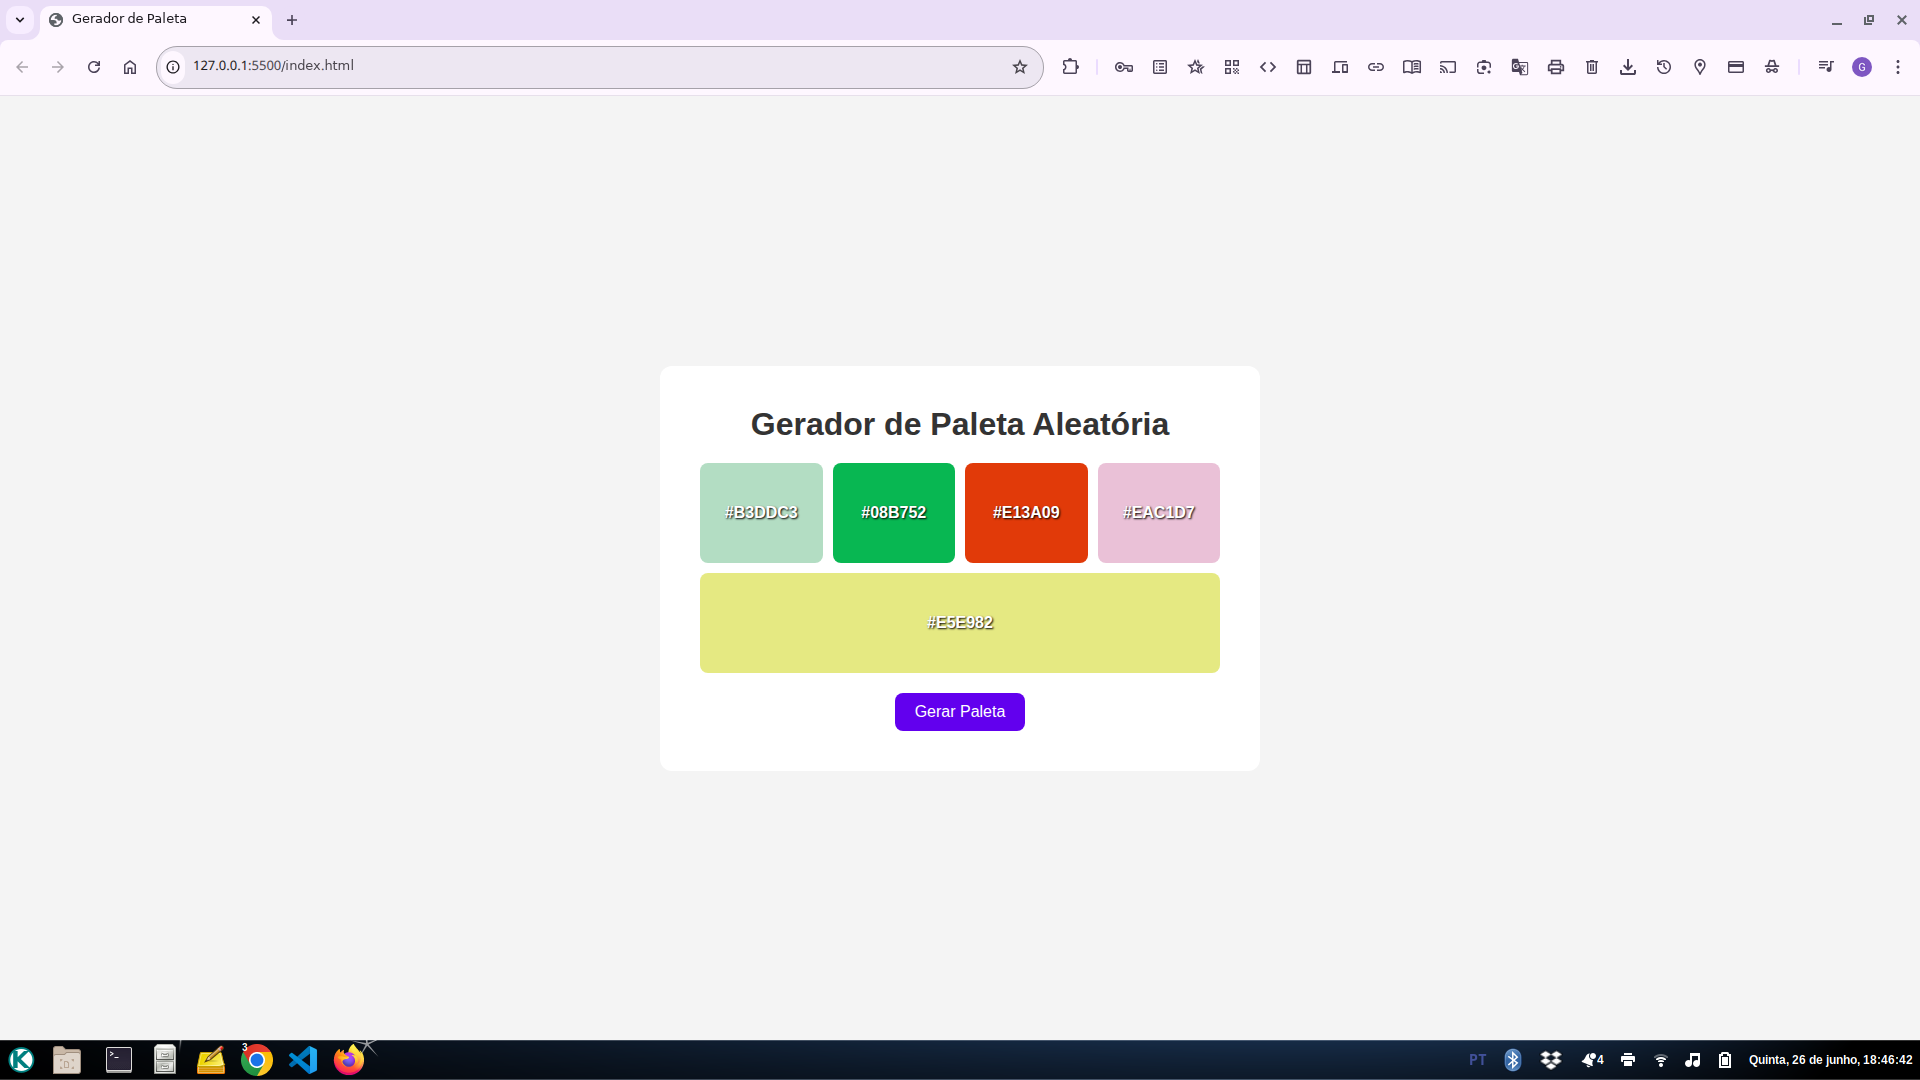 Gerador de Paleta
127.0.0.1:5500/index.html
G
Gerador de Paleta Aleatória
#B3DDC3 #08B752 #E13A09 #EAC1D7
#E5E982
Gerar Paleta
3
PT 4 Quinta, 26 de junho, 18:46:42